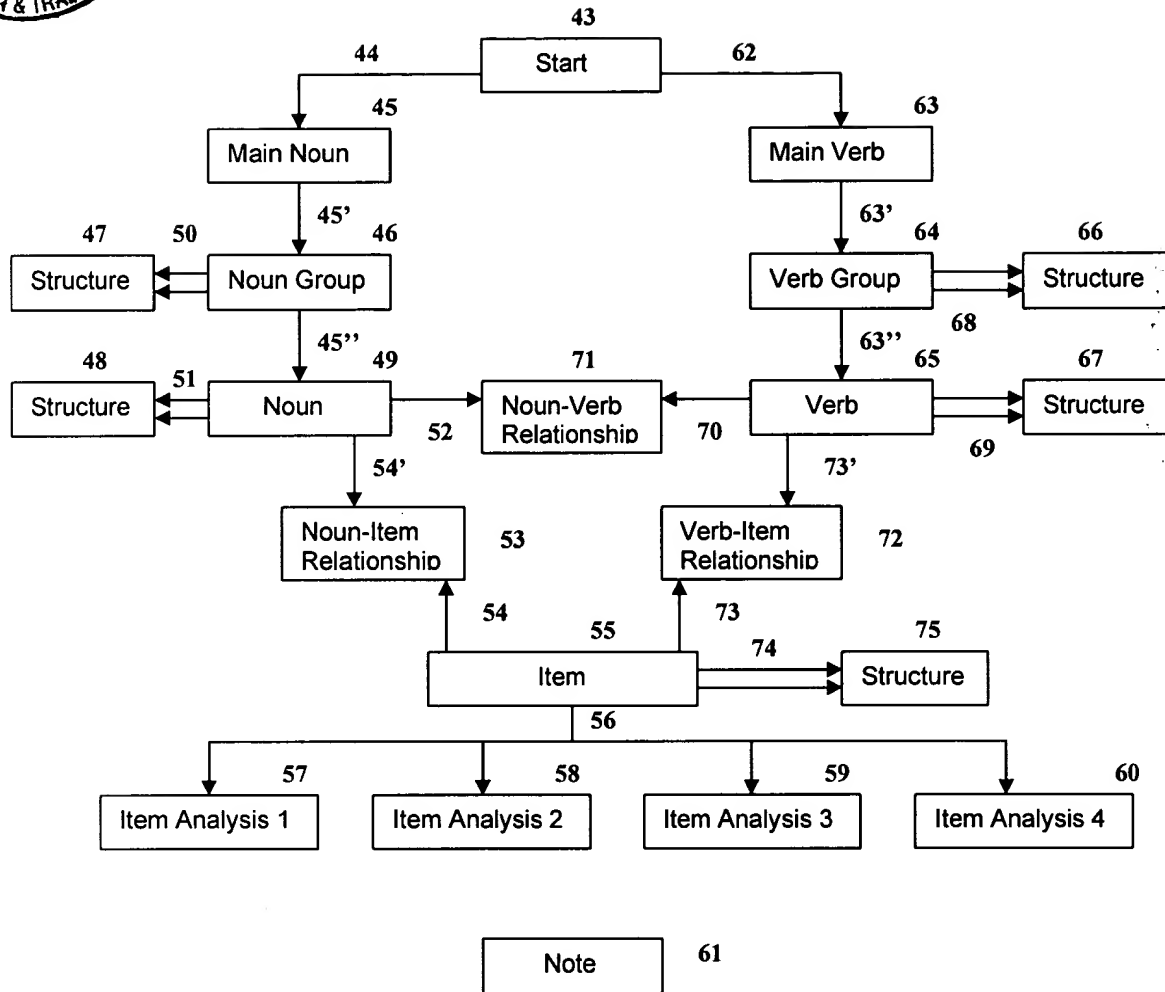 & TRA
43
44 Start 62
45 63
Main Noun Main Verb
45' 63'
47 50 46 64 66
Structure Noun Group Verb Group Structure
68
45’’ 63’’
48 51 49 71 65 67
Structure Noun Noun-Verb Verb Structure
Relationship
52 70 69
54' 73'
Noun-Item 53 Verb-Item 72
Relationship Relationship
54 73
55 74 75
Item Structure
56
57 58 59 60
Item Analysis 1 Item Analysis 2 Item Analysis 3 Item Analysis 4
Note 61